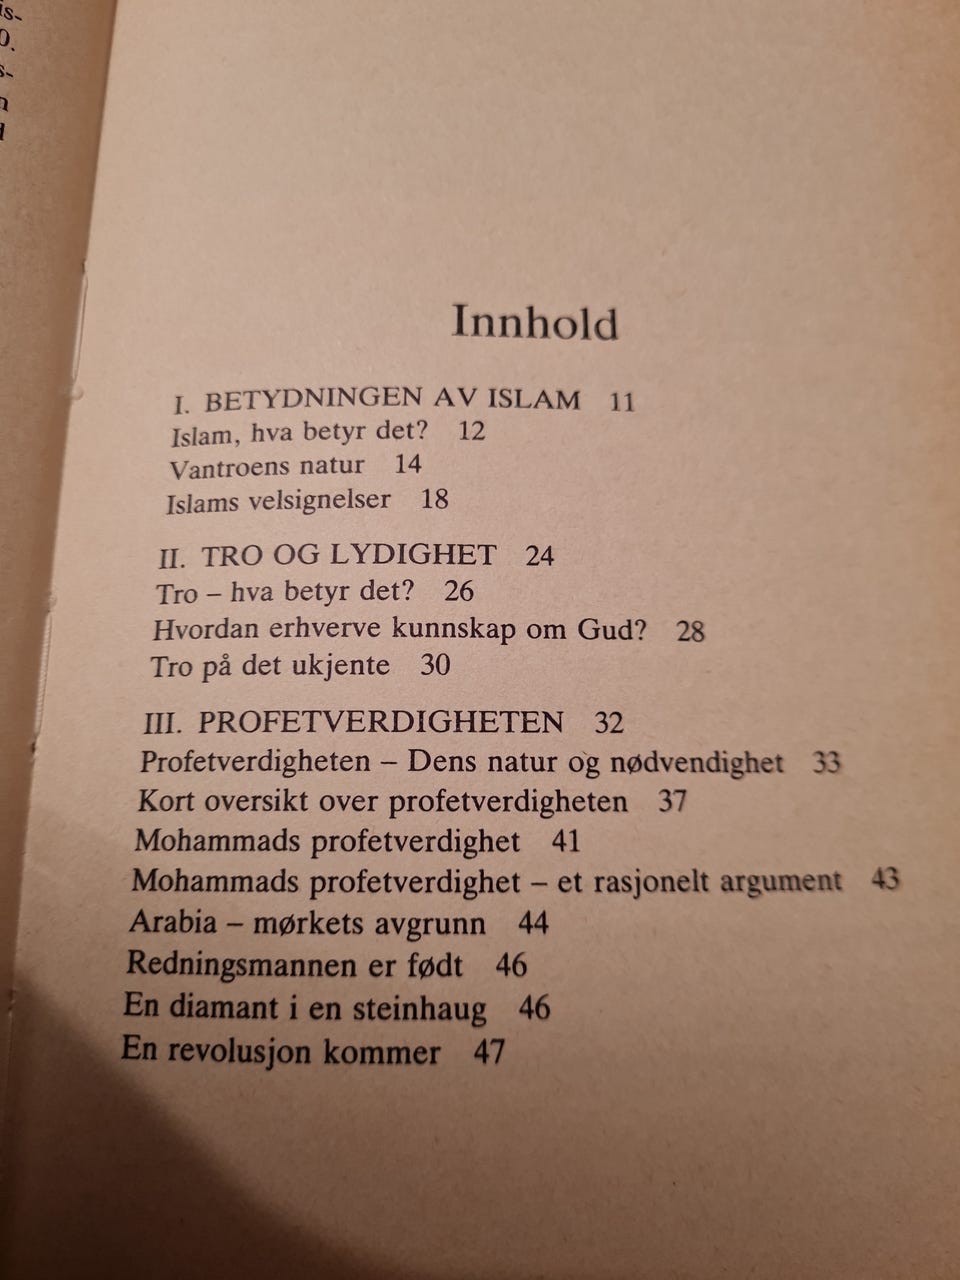 is-
0.
s-
n
d
Innhold
I. BETYDNINGEN AV ISLAM 11
Islam, hva betyr det? 12
Vantroens natur 14
Islams velsignelser 18
II. TRO OG LYDIGHET 24
Tro – hva betyr det? 26
Hvordan erhverve kunnskap om Gud? 28
Tro på det ukjente 30
III. PROFETVERDIGHETEN 32
Profetverdigheten – Dens natur og nødvendighet 33
Kort oversikt over profetverdigheten 37
Mohammads profetverdighet 41
Mohammads profetverdighet – et rasjonelt argument 43
Arabia – mørkets avgrunn 44
Redningsmannen er født 46
En diamant i en steinhaug 46
En revolusjon kommer 47